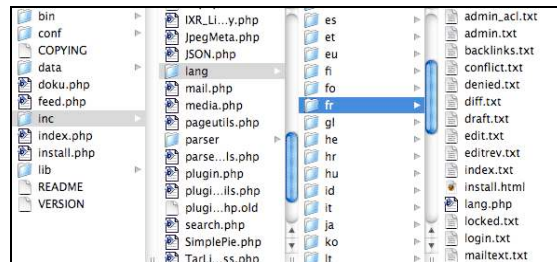 bin
conf
COPYING
data
doku.php
feed.php
inc
index.php
install.php
lib
README
VERSION
IXR_Li...y.php
JpegMeta.php
JSON.php
lang
mail.php
media.php
pageutils.php
parser
parse...ls.php
plugin.php
plugi...ils.php
plugi...hp.old
search.php
SimplePie.php
TarLi...ss.php
es
et
eu
fi
fo
fr
gl
he
hr
hu
id
it
ja
ko
lt
admin_acl.txt
admin.txt
backlinks.txt
conflict.txt
denied.txt
diff.txt
draft.txt
edit.txt
editrev.txt
index.txt
install.html
lang.php
locked.txt
login.txt
mailtext.txt